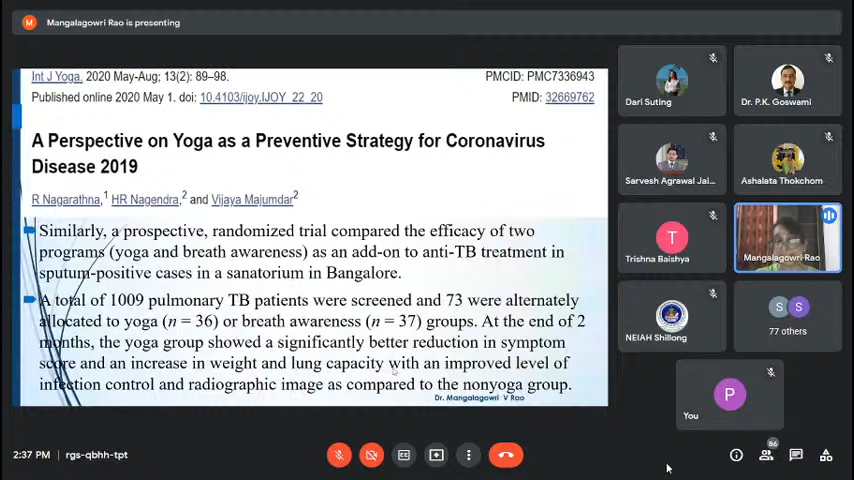 M Mangalagowri Rao is presenting
Int J Yoga. 2020 May-Aug; 13(2): 89–98.
PMCID: PMC7336943
Published online 2020 May 1. doi: 10.4103/ijoy.IJOY_22_20
PMID: 32669762
A Perspective on Yoga as a Preventive Strategy for Coronavirus
Disease 2019
R Nagarathna,1 HR Nagendra,2 and Vijaya Majumdar2
Similarly, a prospective, randomized trial compared the efficacy of two
programs (yoga and breath awareness) as an add-on to anti-TB treatment in
sputum-positive cases in a sanatorium in Bangalore.
A total of 1009 pulmonary TB patients were screened and 73 were alternately
allocated to yoga (n = 36) or breath awareness (n = 37) groups. At the end of 2
months, the yoga group showed a significantly better reduction in symptom
score and an increase in weight and lung capacity with an improved level of
infection control and radiographic image as compared to the nonyoga group.
Dr. Mangalagowri V Rao
Dari Suting
Dr. P.K. Goswami
Sarvesh Agrawal Jai...
Ashalata Thokchom
T
Trishna Baishya
Mangalagowri Rao
NEIAH Shillong
S S
77 others
P
You
2:37 PM | rgs-qbhh-tpt
86